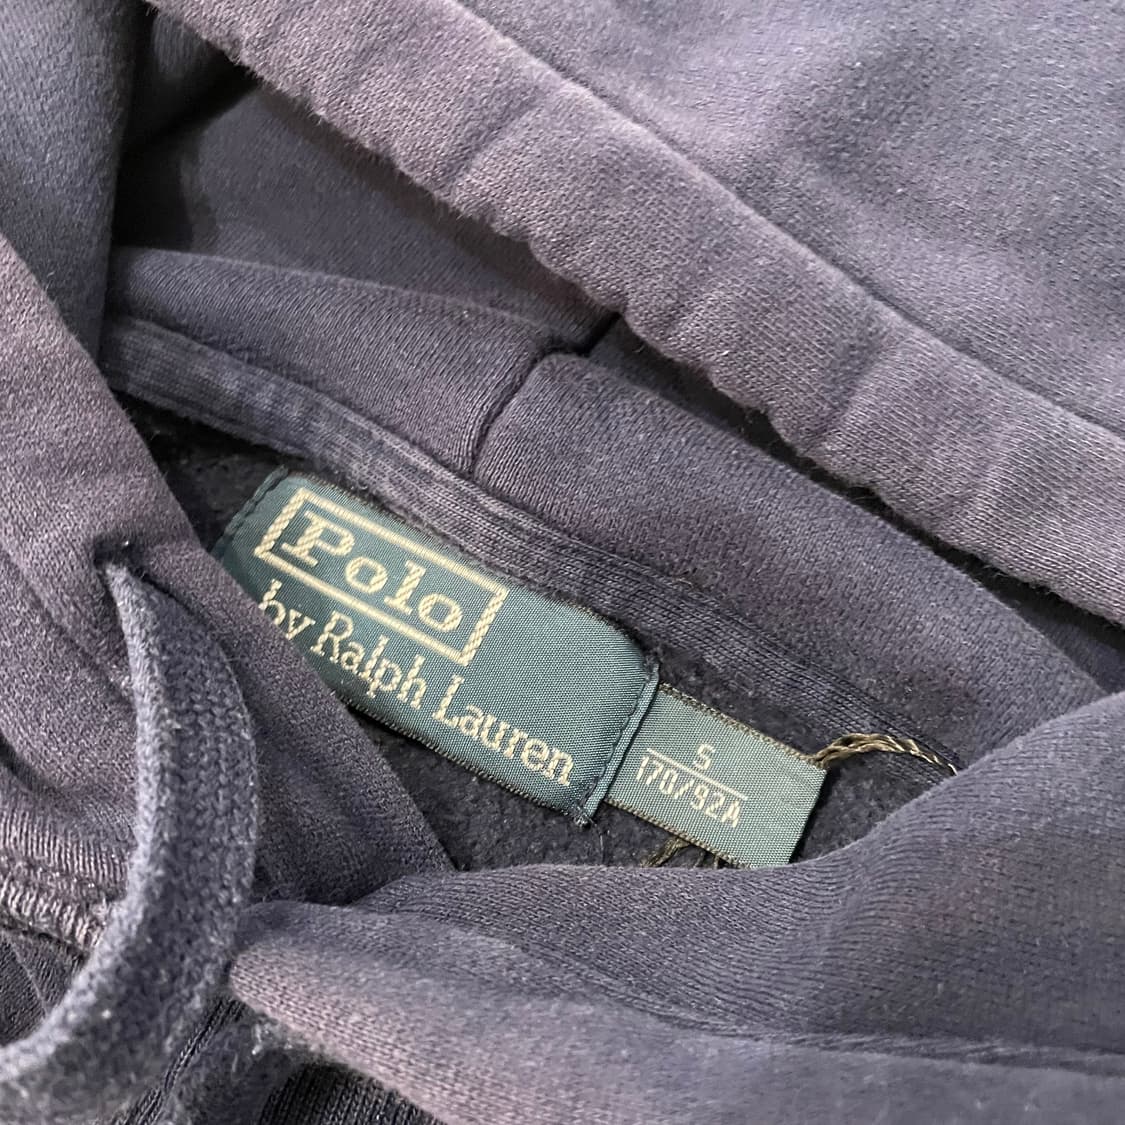 Polo
by Ralph Lauren
S
170/92A